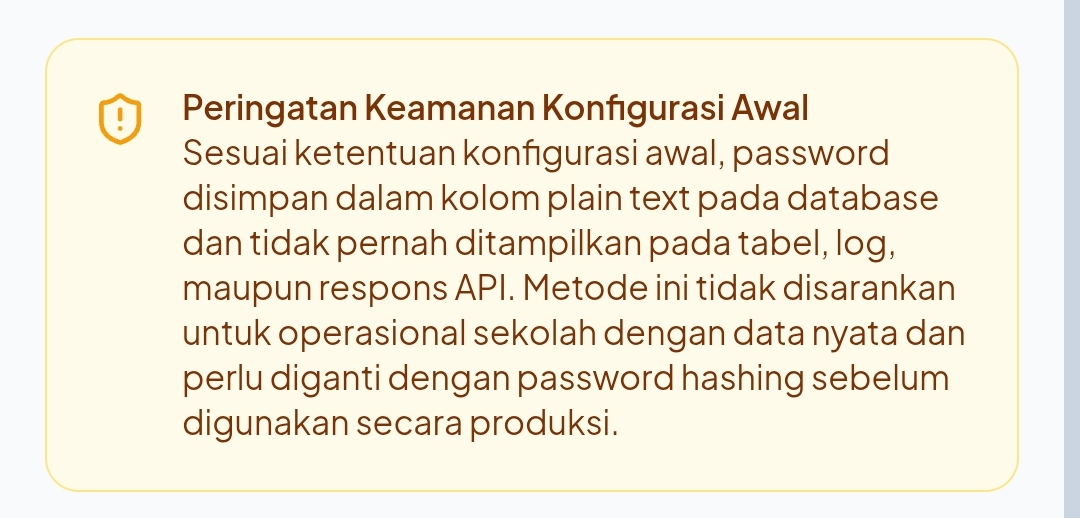 Peringatan Keamanan Konfigurasi Awal
Sesuai ketentuan konfigurasi awal, password
disimpan dalam kolom plain text pada database
dan tidak pernah ditampilkan pada tabel, log,
maupun respons API. Metode ini tidak disarankan
untuk operasional sekolah dengan data nyata dan
perlu diganti dengan password hashing sebelum
digunakan secara produksi.